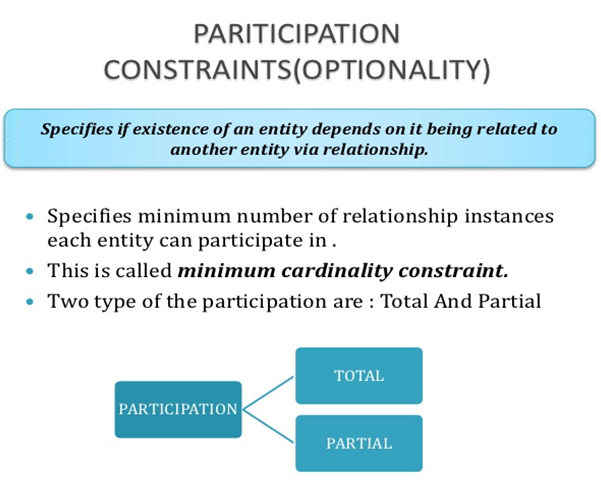 PARITICIPATION
CONSTRAINTS(OPTIONALITY)
Specifies if existence of an entity depends on it being related to
another entity via relationship.
• Specifies minimum number of relationship instances
each entity can participate in .
• This is called minimum cardinality constraint.
• Two type of the participation are : Total And Partial
PARTICIPATION
TOTAL
PARTIAL